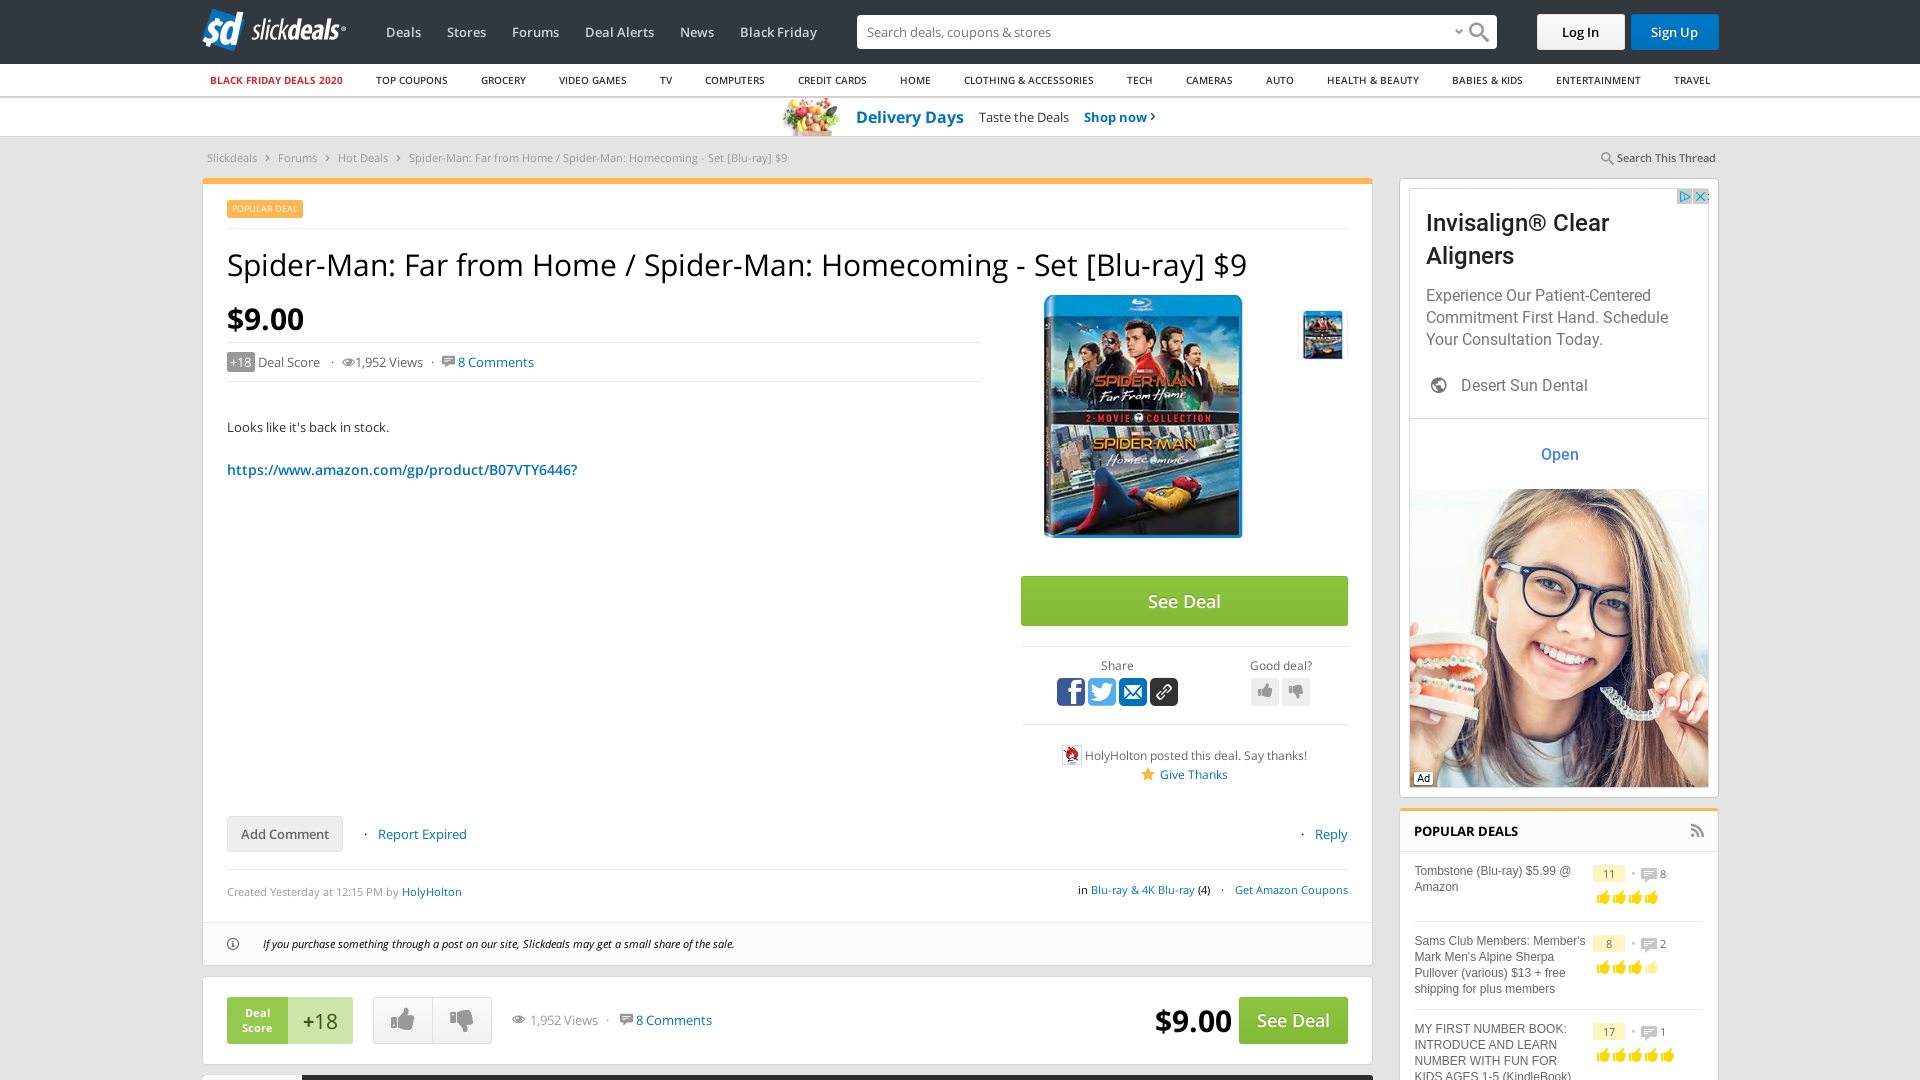 slickdeals
Deals
Stores
Forums
Deal Alerts
News
Black Friday
Search deals, coupons & stores
Log In
Sign Up
BLACK FRIDAY DEALS 2020
TOP COUPONS
GROCERY
VIDEO GAMES
TV
COMPUTERS
CREDIT CARDS
HOME
CLOTHING & ACCESSORIES
TECH
CAMERAS
AUTO
HEALTH & BEAUTY
BABIES & KIDS
ENTERTAINMENT
TRAVEL
Delivery Days Taste the Deals Shop now ›
Slickdeals › Forums › Hot Deals › Spider-Man: Far from Home / Spider-Man: Homecoming - Set [Blu-ray] $9
Search This Thread
POPULAR DEAL
Spider-Man: Far from Home / Spider-Man: Homecoming - Set [Blu-ray] $9
$9.00
+18 Deal Score · 1,952 Views · 8 Comments
Looks like it's back in stock.
https://www.amazon.com/gp/product/B07VTY6446?
SPIDER-MAN
Far From Home
2-MOVIE COLLECTION
SPIDER-MAN
Homecoming
See Deal
Share
Good deal?
HolyHolton posted this deal. Say thanks!
Give Thanks
Add Comment · Report Expired
· Reply
Created Yesterday at 12:15 PM by HolyHolton
in Blu-ray & 4K Blu-ray (4) · Get Amazon Coupons
If you purchase something through a post on our site, Slickdeals may get a small share of the sale.
Deal
Score
+18
1,952 Views · 8 Comments
$9.00
See Deal
Invisalign® Clear
Aligners
Experience Our Patient-Centered
Commitment First Hand. Schedule
Your Consultation Today.
Desert Sun Dental
Open
Ad
POPULAR DEALS
Tombstone (Blu-ray) $5.99 @
Amazon
11 • 8
Sams Club Members: Member's
Mark Men's Alpine Sherpa
Pullover (various) $13 + free
shipping for plus members
8 • 2
MY FIRST NUMBER BOOK:
INTRODUCE AND LEARN
NUMBER WITH FUN FOR
KIDS AGES 1-5 (KindleBook)
17 • 1